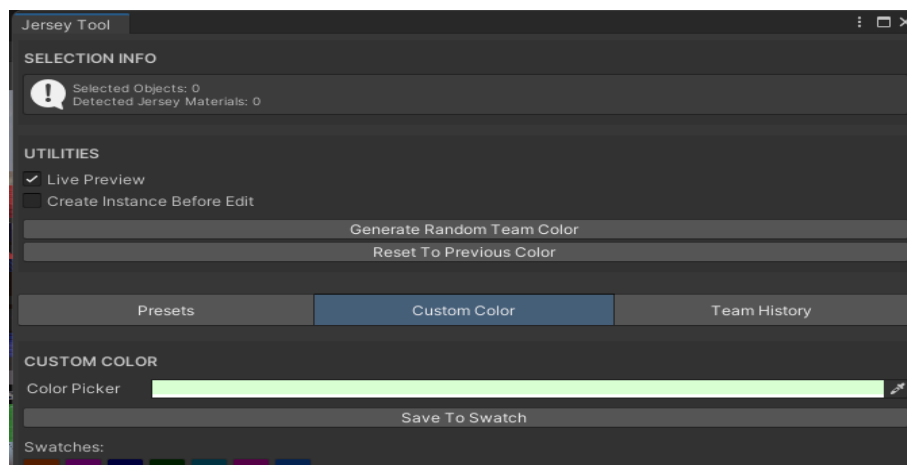 Jersey Tool
SELECTION INFO
Selected Objects: 0
Detected Jersey Materials: 0
UTILITIES
Live Preview
Create Instance Before Edit
Generate Random Team Color
Reset To Previous Color
Presets Custom Color Team History
CUSTOM COLOR
Color Picker
Save To Swatch
Swatches: